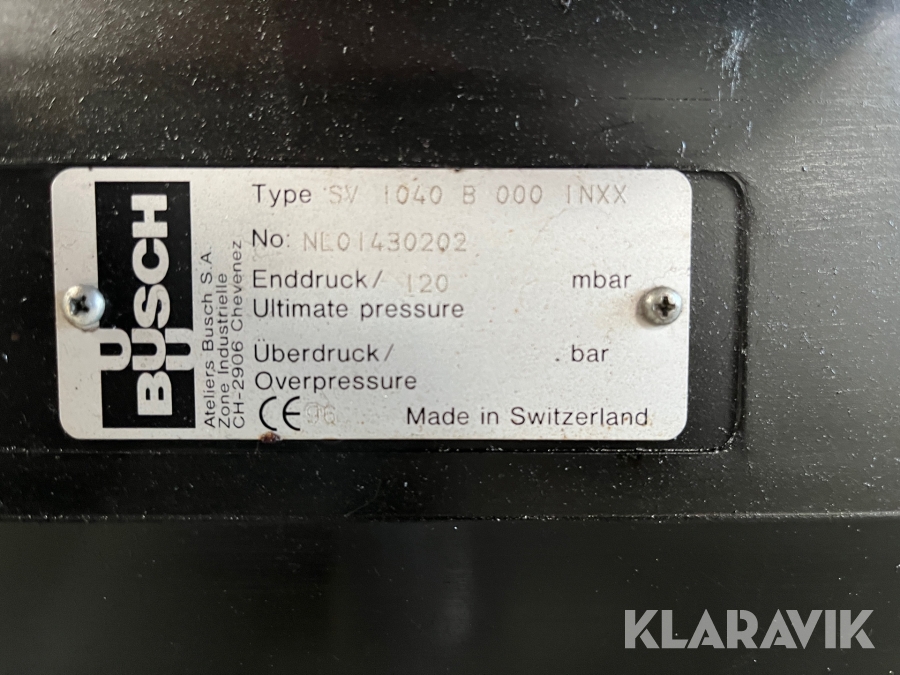 BUSCH
Ateliers Busch S.A.
Zone Industrielle
CH-2906 Chevenez
Type SV 1040 B 000 INXX
No: NL01430202
Enddruck/ 120 mbar
Ultimate pressure
Überdruck/ bar
Overpressure
CE 96 Made in Switzerland
KLARAVIK